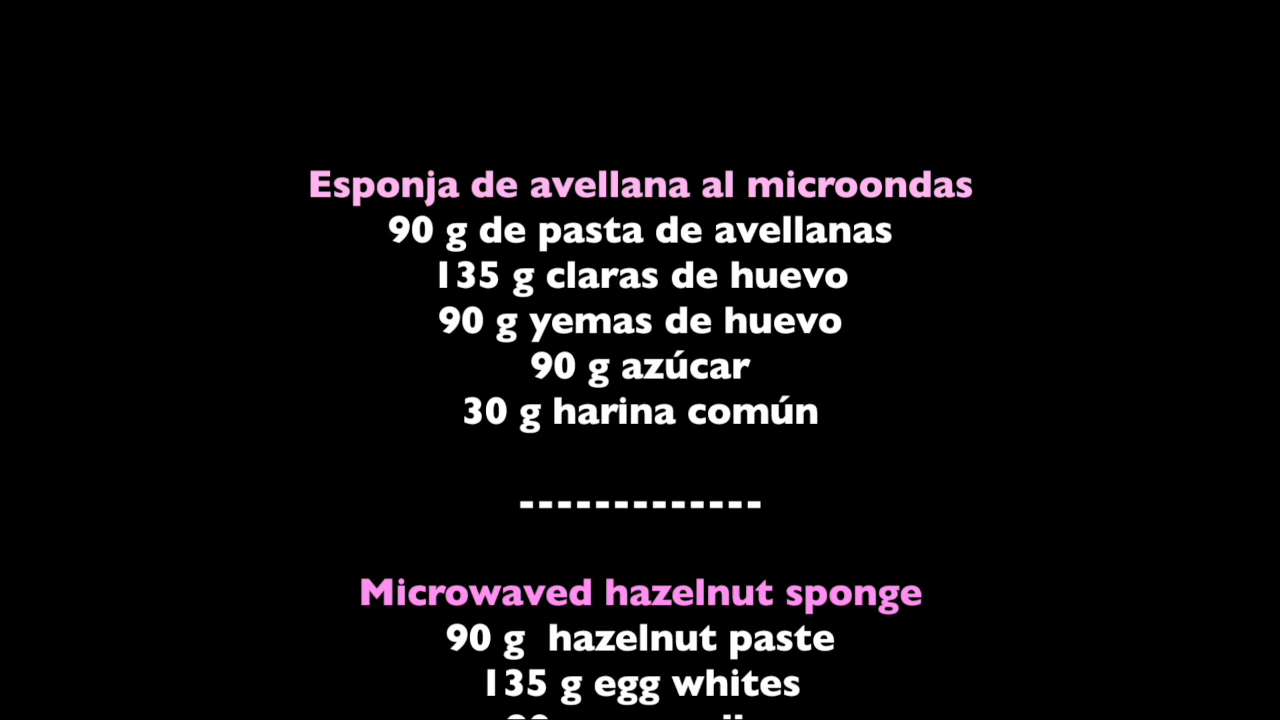 Esponja de avellana al microondas
90 g de pasta de avellanas
135 g claras de huevo
90 g yemas de huevo
90 g azúcar
30 g harina común
-------------
Microwaved hazelnut sponge
90 g  hazelnut paste
135 g egg whites